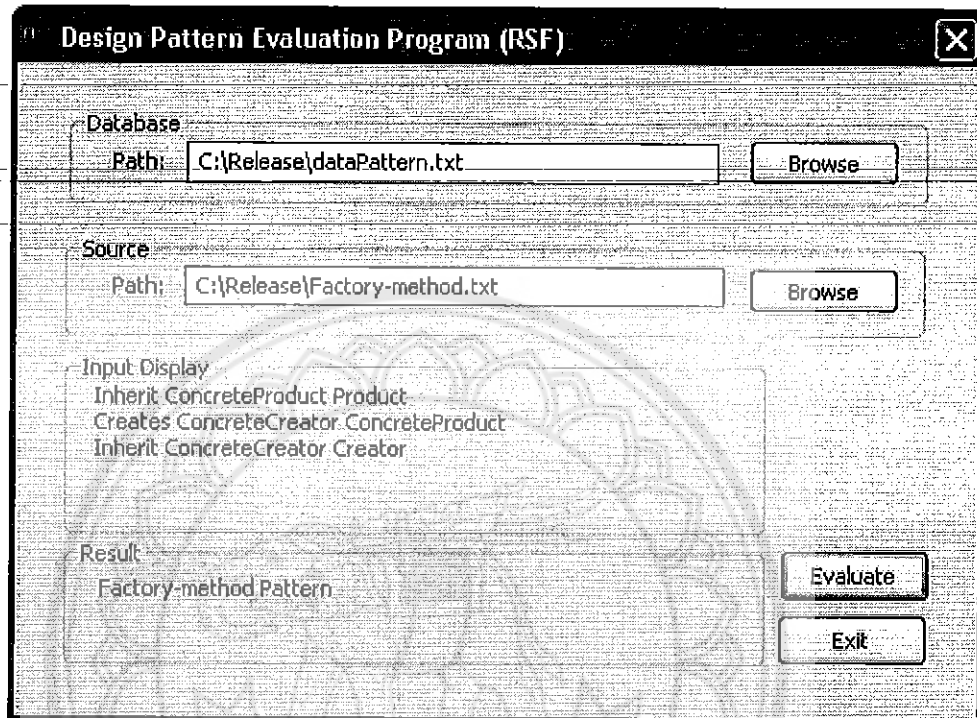 Design Pattern Evaluation Program (RSF)
Database
Path: C:\Release\dataPattern.txt Browse
Source
Path: C:\Release\Factory-method.txt Browse
Input Display
Inherit ConcreteProduct Product
Creates ConcreteCreator ConcreteProduct
Inherit ConcreteCreator Creator
Result
Factory-method Pattern
Evaluate
Exit